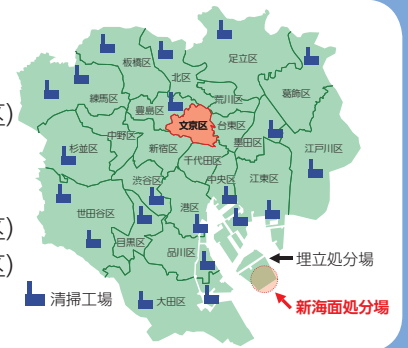 足立区
板橋区
北区
葛飾区
練馬区
荒川区
豊島区
文京区
台東区
中野区
墨田区
杉並区
新宿区
江戸川区
千代田区
渋谷区
中央区
江東区
世田谷区
港区
目黒区
品川区
大田区
区)
区)
区)
埋立処分場
新海面処分場
清掃工場